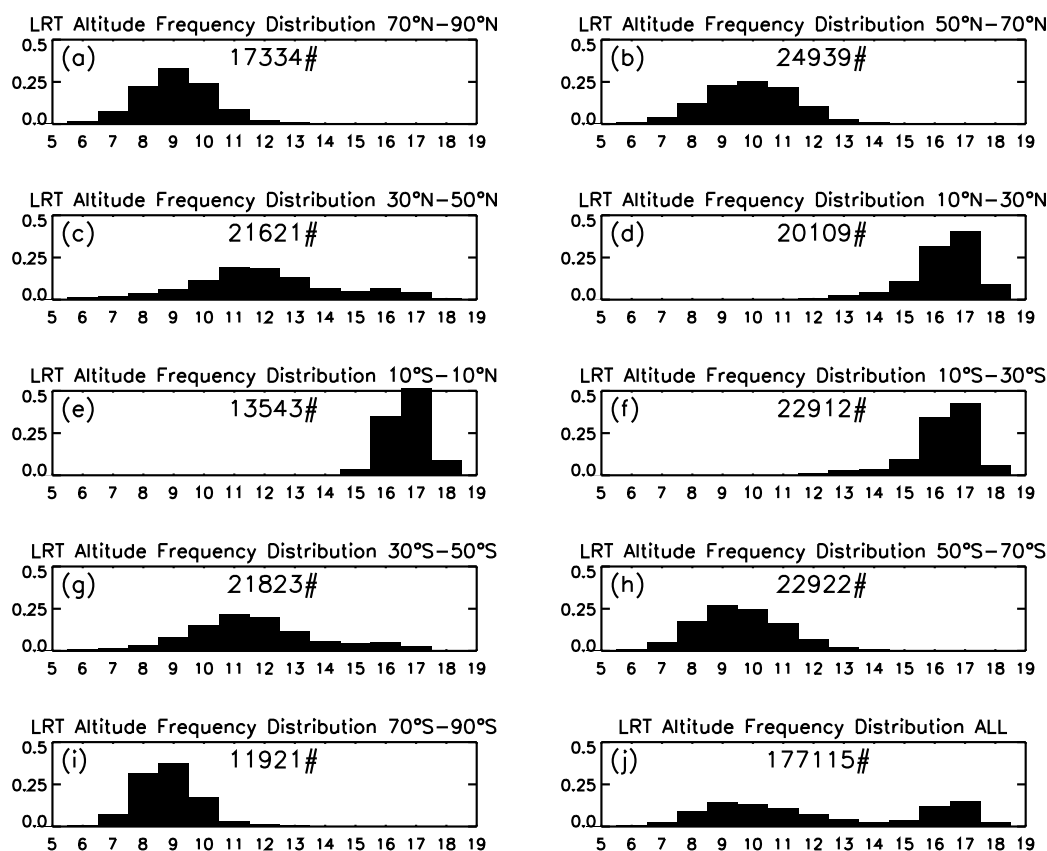 LRT Altitude Frequency Distribution 70°N−90°N
(a) 17334#
0.5
0.25
0.0
5 6 7 8 9 10 11 12 13 14 15 16 17 18 19
LRT Altitude Frequency Distribution 50°N−70°N
(b) 24939#
0.5
0.25
0.0
5 6 7 8 9 10 11 12 13 14 15 16 17 18 19
LRT Altitude Frequency Distribution 30°N−50°N
(c) 21621#
0.5
0.25
0.0
5 6 7 8 9 10 11 12 13 14 15 16 17 18 19
LRT Altitude Frequency Distribution 10°N−30°N
(d) 20109#
0.5
0.25
0.0
5 6 7 8 9 10 11 12 13 14 15 16 17 18 19
LRT Altitude Frequency Distribution 10°S−10°N
(e) 13543#
0.5
0.25
0.0
5 6 7 8 9 10 11 12 13 14 15 16 17 18 19
LRT Altitude Frequency Distribution 10°S−30°S
(f) 22912#
0.5
0.25
0.0
5 6 7 8 9 10 11 12 13 14 15 16 17 18 19
LRT Altitude Frequency Distribution 30°S−50°S
(g) 21823#
0.5
0.25
0.0
5 6 7 8 9 10 11 12 13 14 15 16 17 18 19
LRT Altitude Frequency Distribution 50°S−70°S
(h) 22922#
0.5
0.25
0.0
5 6 7 8 9 10 11 12 13 14 15 16 17 18 19
LRT Altitude Frequency Distribution 70°S−90°S
(i) 11921#
0.5
0.25
0.0
5 6 7 8 9 10 11 12 13 14 15 16 17 18 19
LRT Altitude Frequency Distribution ALL
(j) 177115#
0.5
0.25
0.0
5 6 7 8 9 10 11 12 13 14 15 16 17 18 19